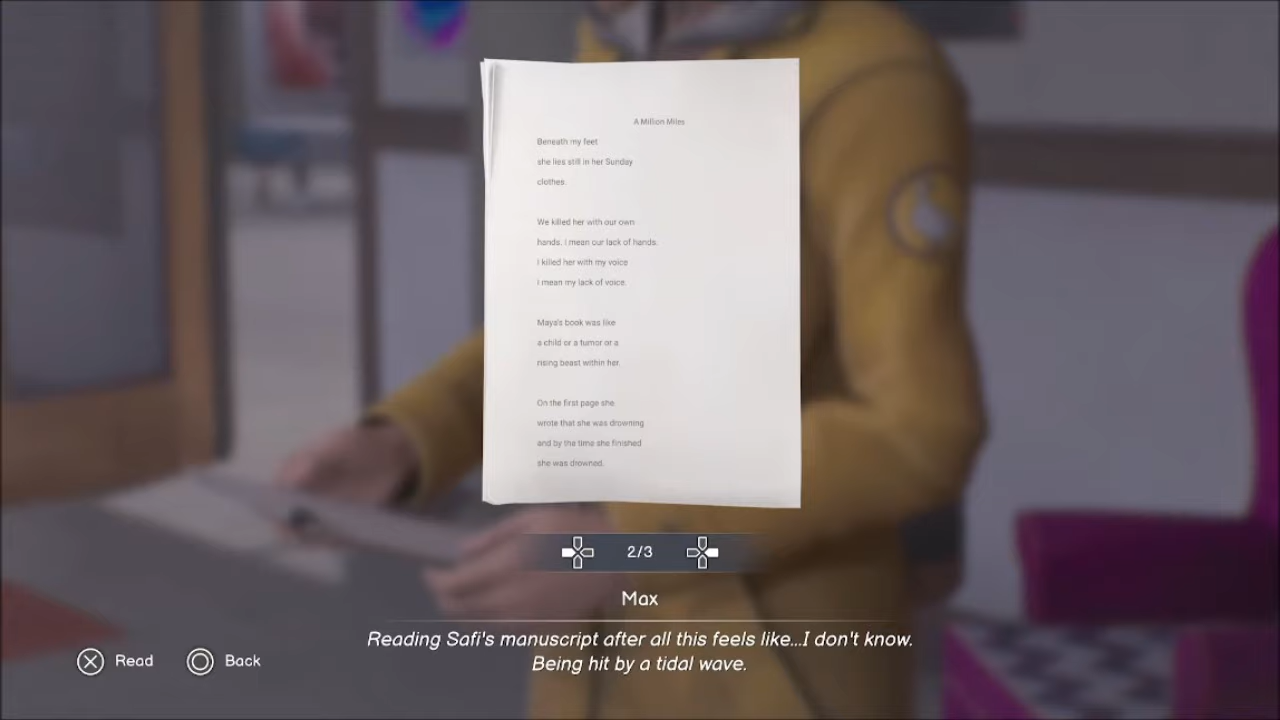 A Million Miles
Beneath my feet
she lies still in her Sunday
clothes.
We killed her with our own
hands. I mean our lack of hands.
I killed her with my voice
I mean my lack of voice.
Maya's book was like
a child or a tumor or a
rising beast within her.
On the first page she
wrote that she was drowning
and by the time she finished
she was drowned.
2/3
Max
Reading Safi's manuscript after all this feels like...I don't know.
Being hit by a tidal wave.
Read
Back